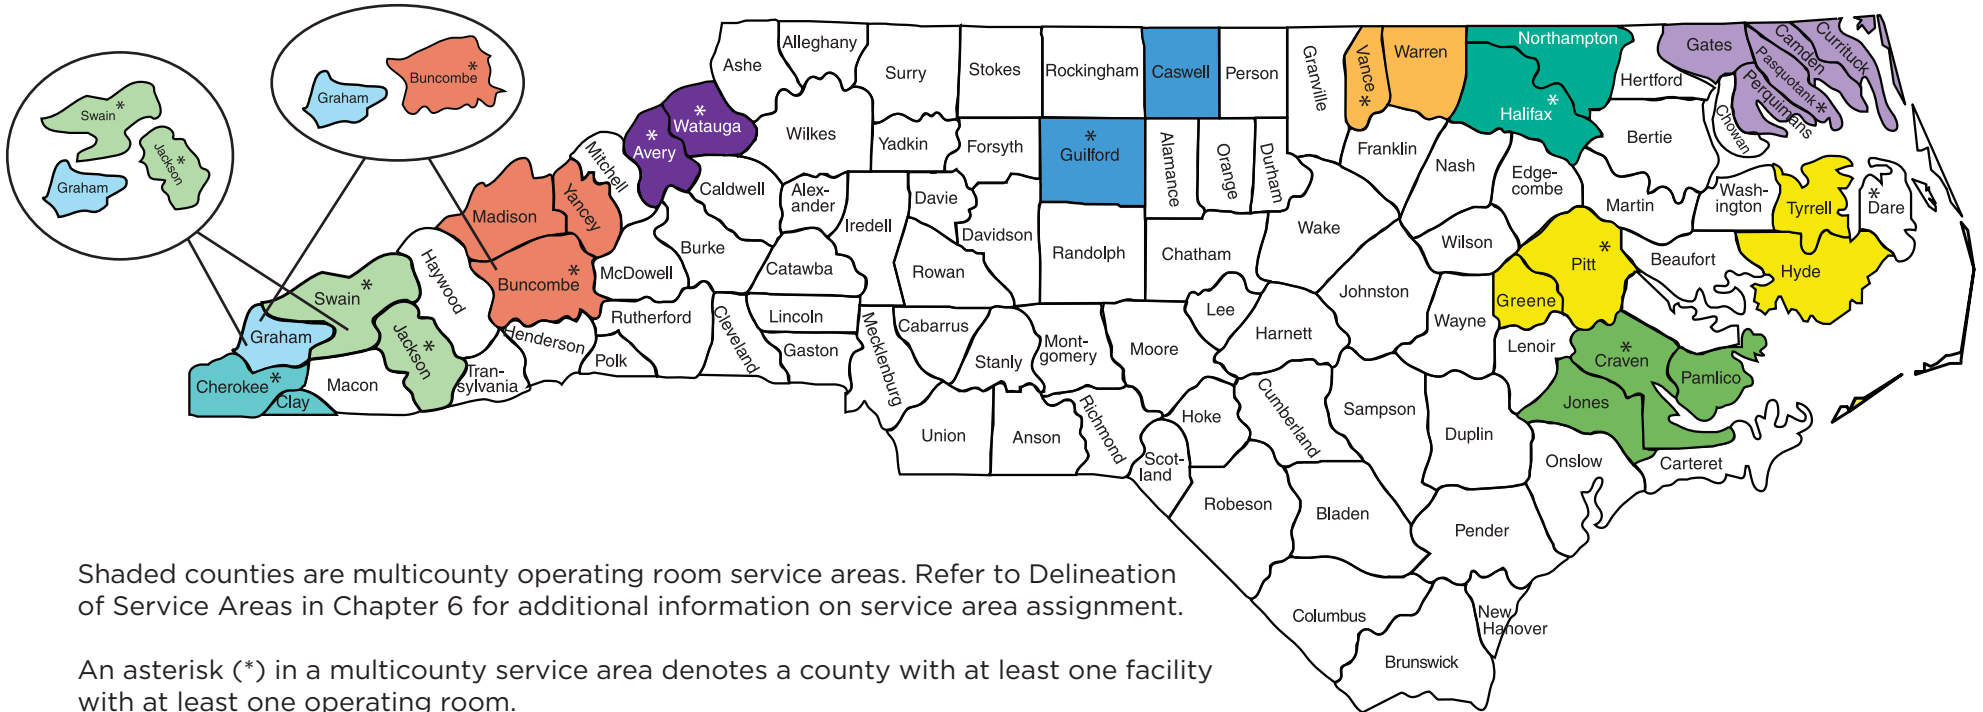 Swain *
Jackson *
Graham
Graham
Buncombe *
Ashe
Alleghany
Surry
Stokes
Rockingham
Caswell
Person
Granville
Vance *
Warren
Northampton
Halifax *
Hertford
Gates
Camden
Currituck
Pasquotank *
Perquimans
Chowan
Bertie
* Watauga
* Avery
Mitchell
Wilkes
Yadkin
Forsyth
* Guilford
Alamance
Orange
Durham
Franklin
Nash
Edge-
combe
Martin
Wash-
ington
Tyrrell
* Dare
Madison
Yancey
Caldwell
Alex-
ander
Iredell
Davie
Davidson
Randolph
Chatham
Wake
Wilson
Pitt *
Beaufort
Hyde
Buncombe *
McDowell
Burke
Catawba
Rowan
Johnston
Greene
Haywood
Swain *
Graham
Jackson *
Cherokee *
Clay
Macon
Tran-
sylvania
Henderson
Polk
Rutherford
Cleveland
Lincoln
Gaston
Mecklenburg
Cabarrus
Stanly
Mont-
gomery
Moore
Lee
Harnett
Wayne
Lenoir
* Craven
Pamlico
Jones
Union
Anson
Richmond
Scot-
land
Hoke
Cumberland
Sampson
Duplin
Onslow
Carteret
Robeson
Bladen
Pender
Columbus
New
Hanover
Brunswick
Shaded counties are multicounty operating room service areas. Refer to Delineation
of Service Areas in Chapter 6 for additional information on service area assignment.
An asterisk (*) in a multicounty service area denotes a county with at least one facility
with at least one operating room.